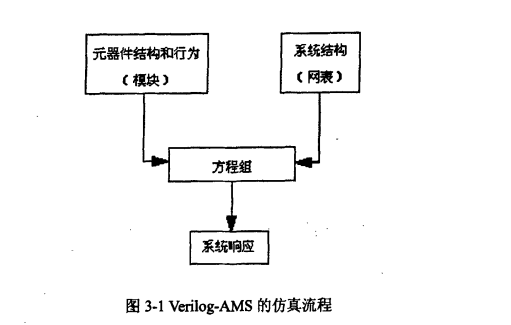 元器件结构和行为
（模块）
系统结构
（网表）
方程组
系统响应
图 3-1 Verilog-AMS 的仿真流程